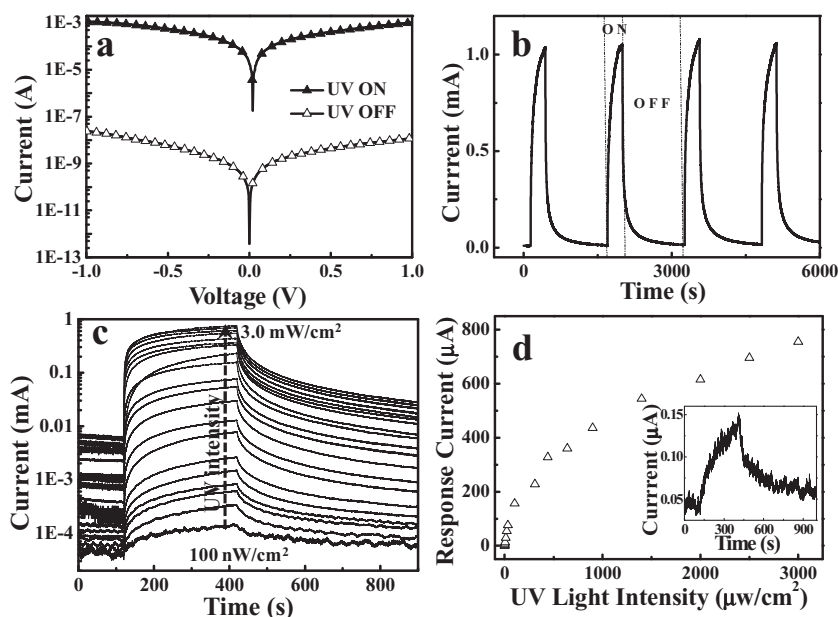 a
1E-3
1E-5
1E-7
1E-9
1E-11
1E-13
Current (A)
UV ON
UV OFF
-1.0 -0.5 0.0 0.5 1.0
Voltage (V)
b
ON
OFF
1.0
0.5
0.0
Currrent (mA)
0 3000 6000
Time (s)
c
1
0.1
0.01
1E-3
1E-4
Current (mA)
3.0 mW/cm²
UV intensity
100 nW/cm²
0 200 400 600 800
Time (s)
d
800
600
400
200
0
Response Current (μA)
0 1000 2000 3000
UV Light Intensity (μw/cm²)
0.15
0.10
0.05
Currrent (μA)
0 300 600 900
Time (s)